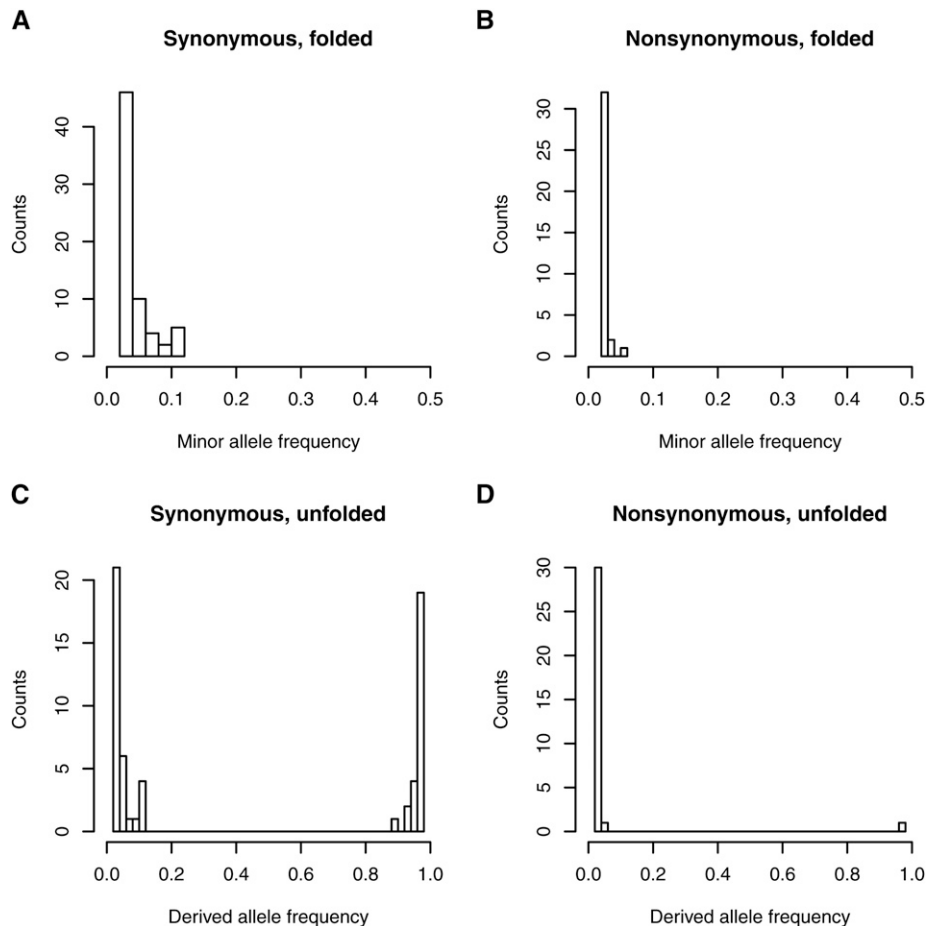 A
Synonymous, folded
Counts
40
30
20
10
0
0.0 0.1 0.2 0.3 0.4 0.5
Minor allele frequency
B
Nonsynonymous, folded
Counts
30
25
20
15
10
5
0
0.0 0.1 0.2 0.3 0.4 0.5
Minor allele frequency
C
Synonymous, unfolded
Counts
20
15
10
5
0
0.0 0.2 0.4 0.6 0.8 1.0
Derived allele frequency
D
Nonsynonymous, unfolded
Counts
30
25
20
15
10
5
0
0.0 0.2 0.4 0.6 0.8 1.0
Derived allele frequency